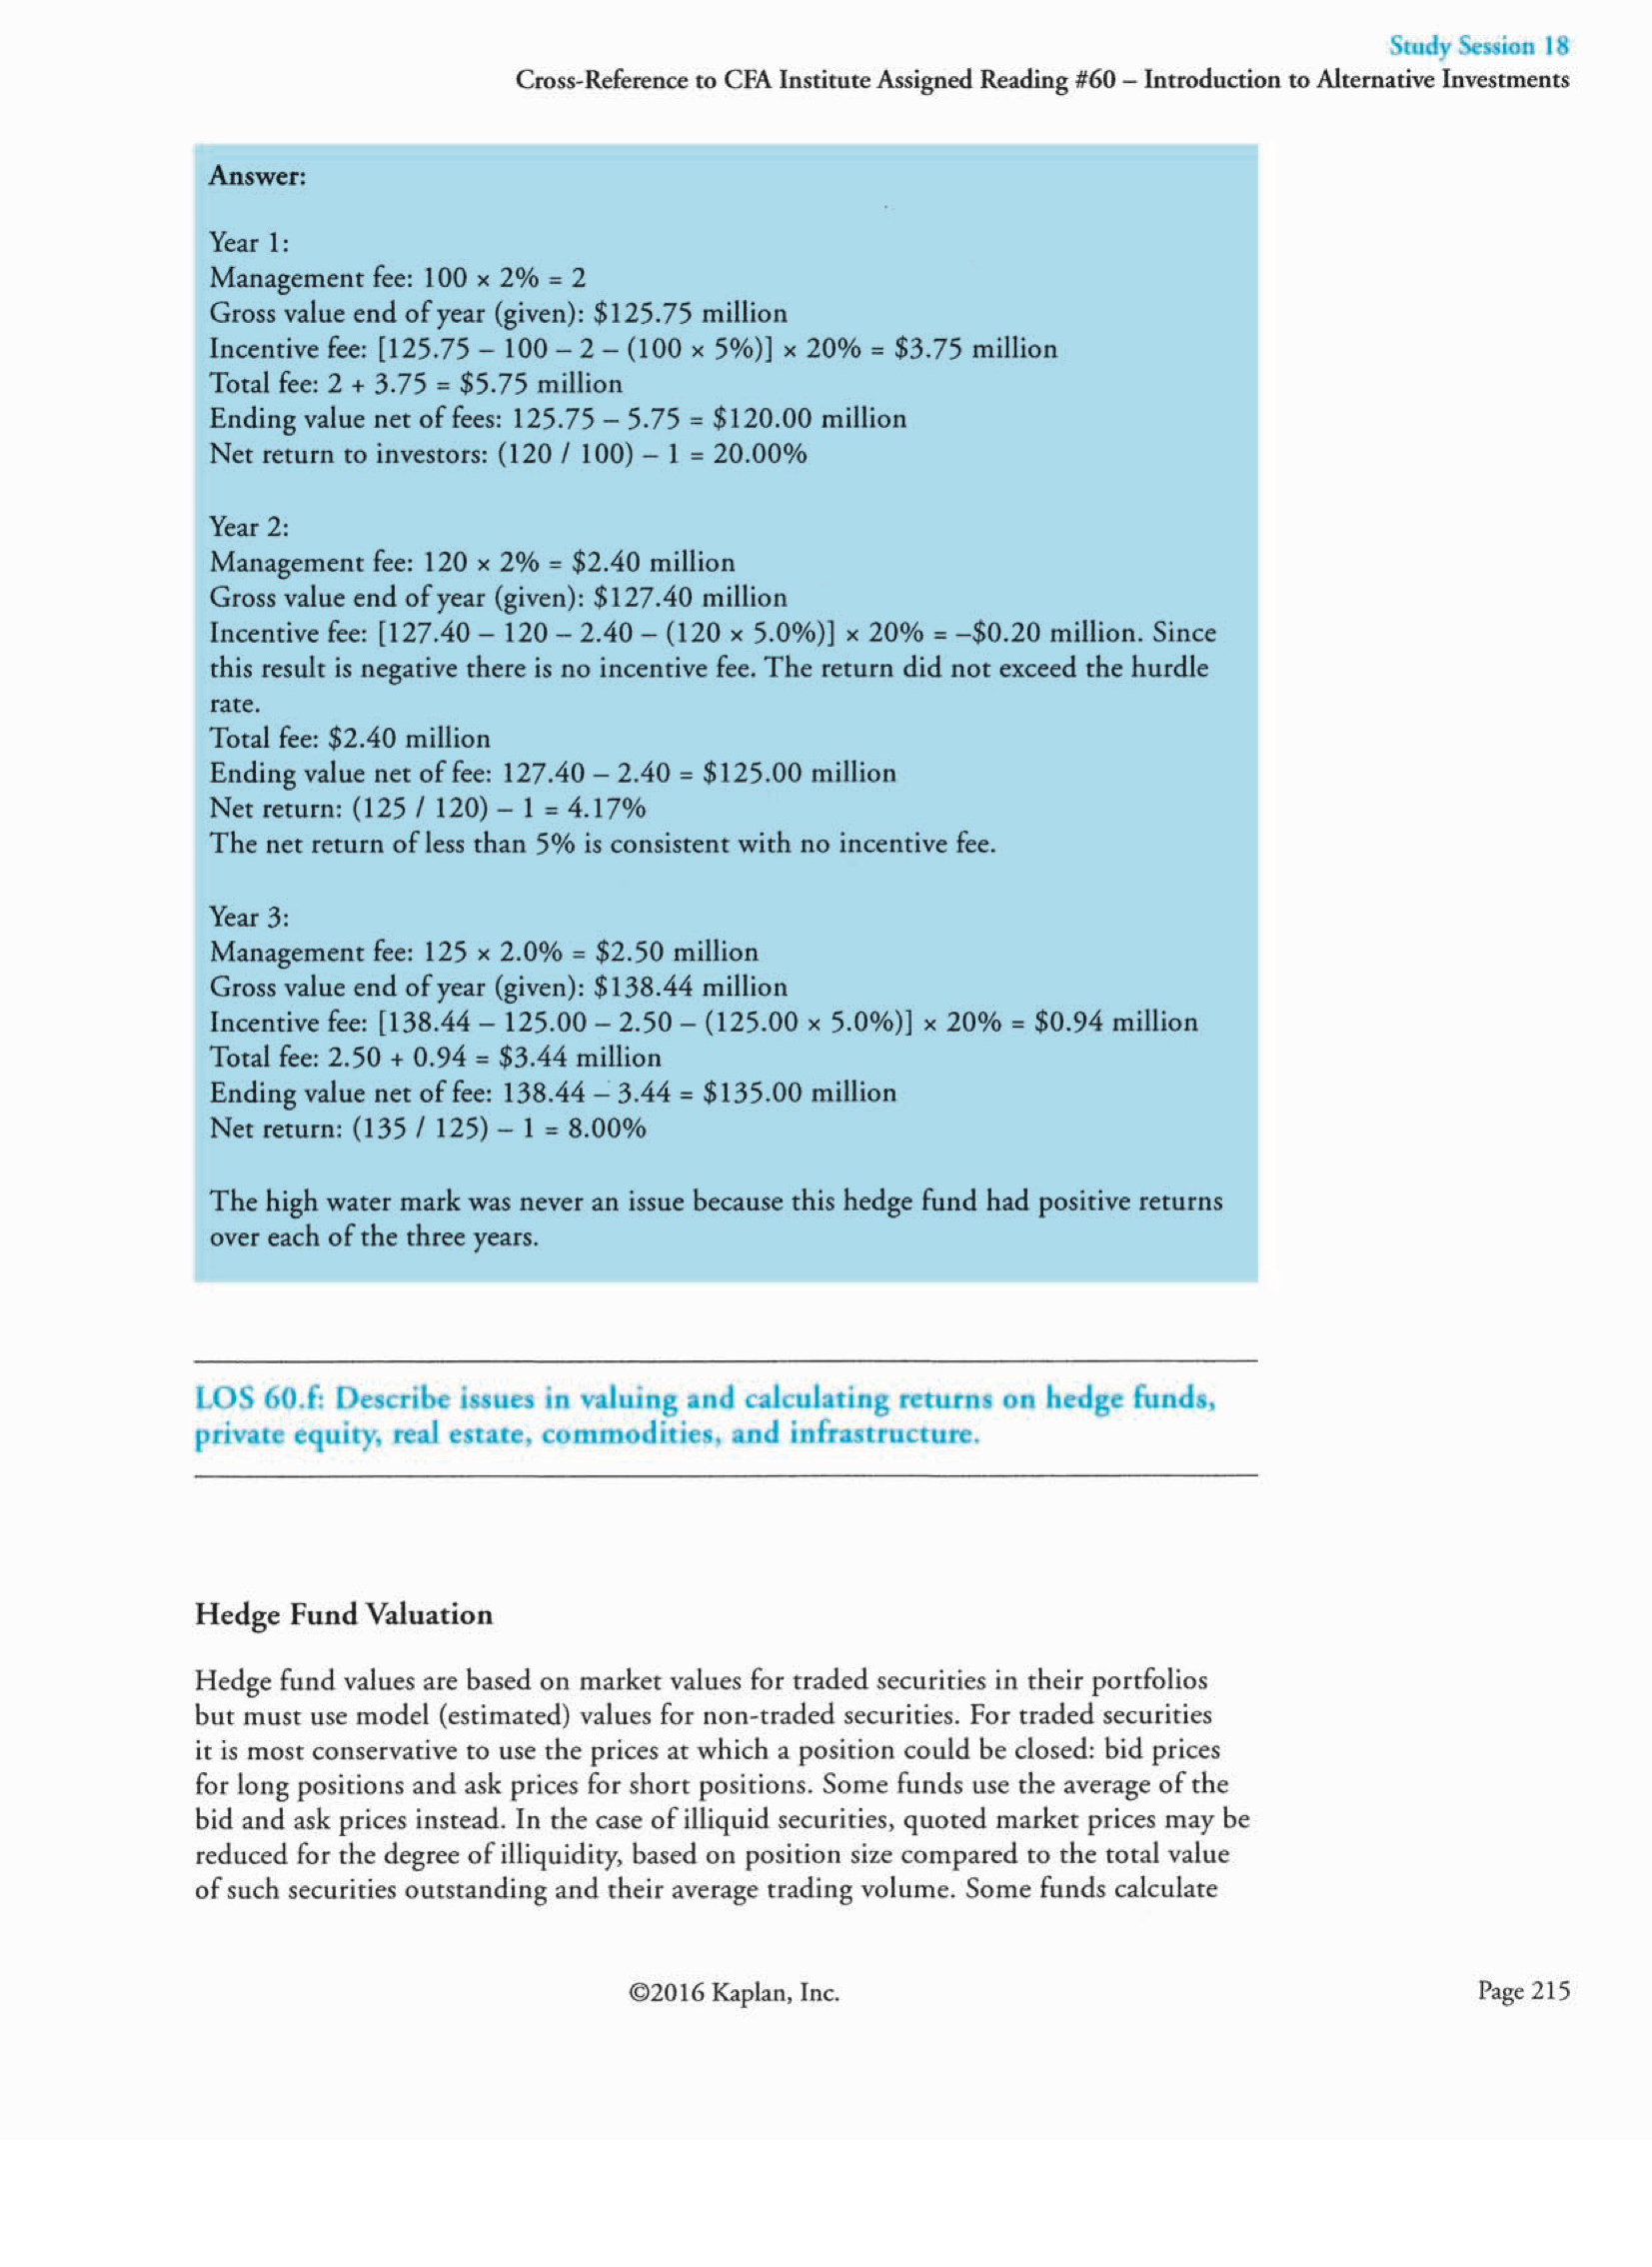 Study Session 18
Cross-Reference to CFA Institute Assigned Reading #60 – Introduction to Alternative Investments
Answer:
Year 1:
Management fee: 100 × 2% = 2
Gross value end of year (given): $125.75 million
Incentive fee: [125.75 – 100 – 2 – (100 × 5%)] × 20% = $3.75 million
Total fee: 2 + 3.75 = $5.75 million
Ending value net of fees: 125.75 – 5.75 = $120.00 million
Net return to investors: (120 / 100) – 1 = 20.00%
Year 2:
Management fee: 120 × 2% = $2.40 million
Gross value end of year (given): $127.40 million
Incentive fee: [127.40 – 120 – 2.40 – (120 × 5.0%)] × 20% = –$0.20 million. Since
this result is negative there is no incentive fee. The return did not exceed the hurdle
rate.
Total fee: $2.40 million
Ending value net of fee: 127.40 – 2.40 = $125.00 million
Net return: (125 / 120) – 1 = 4.17%
The net return of less than 5% is consistent with no incentive fee.
Year 3:
Management fee: 125 × 2.0% = $2.50 million
Gross value end of year (given): $138.44 million
Incentive fee: [138.44 – 125.00 – 2.50 – (125.00 × 5.0%)] × 20% = $0.94 million
Total fee: 2.50 + 0.94 = $3.44 million
Ending value net of fee: 138.44 – 3.44 = $135.00 million
Net return: (135 / 125) – 1 = 8.00%
The high water mark was never an issue because this hedge fund had positive returns
over each of the three years.
LOS 60.f: Describe issues in valuing and calculating returns on hedge funds,
private equity, real estate, commodities, and infrastructure.
Hedge Fund Valuation
Hedge fund values are based on market values for traded securities in their portfolios
but must use model (estimated) values for non-traded securities. For traded securities
it is most conservative to use the prices at which a position could be closed: bid prices
for long positions and ask prices for short positions. Some funds use the average of the
bid and ask prices instead. In the case of illiquid securities, quoted market prices may be
reduced for the degree of illiquidity, based on position size compared to the total value
of such securities outstanding and their average trading volume. Some funds calculate
©2016 Kaplan, Inc.
Page 215